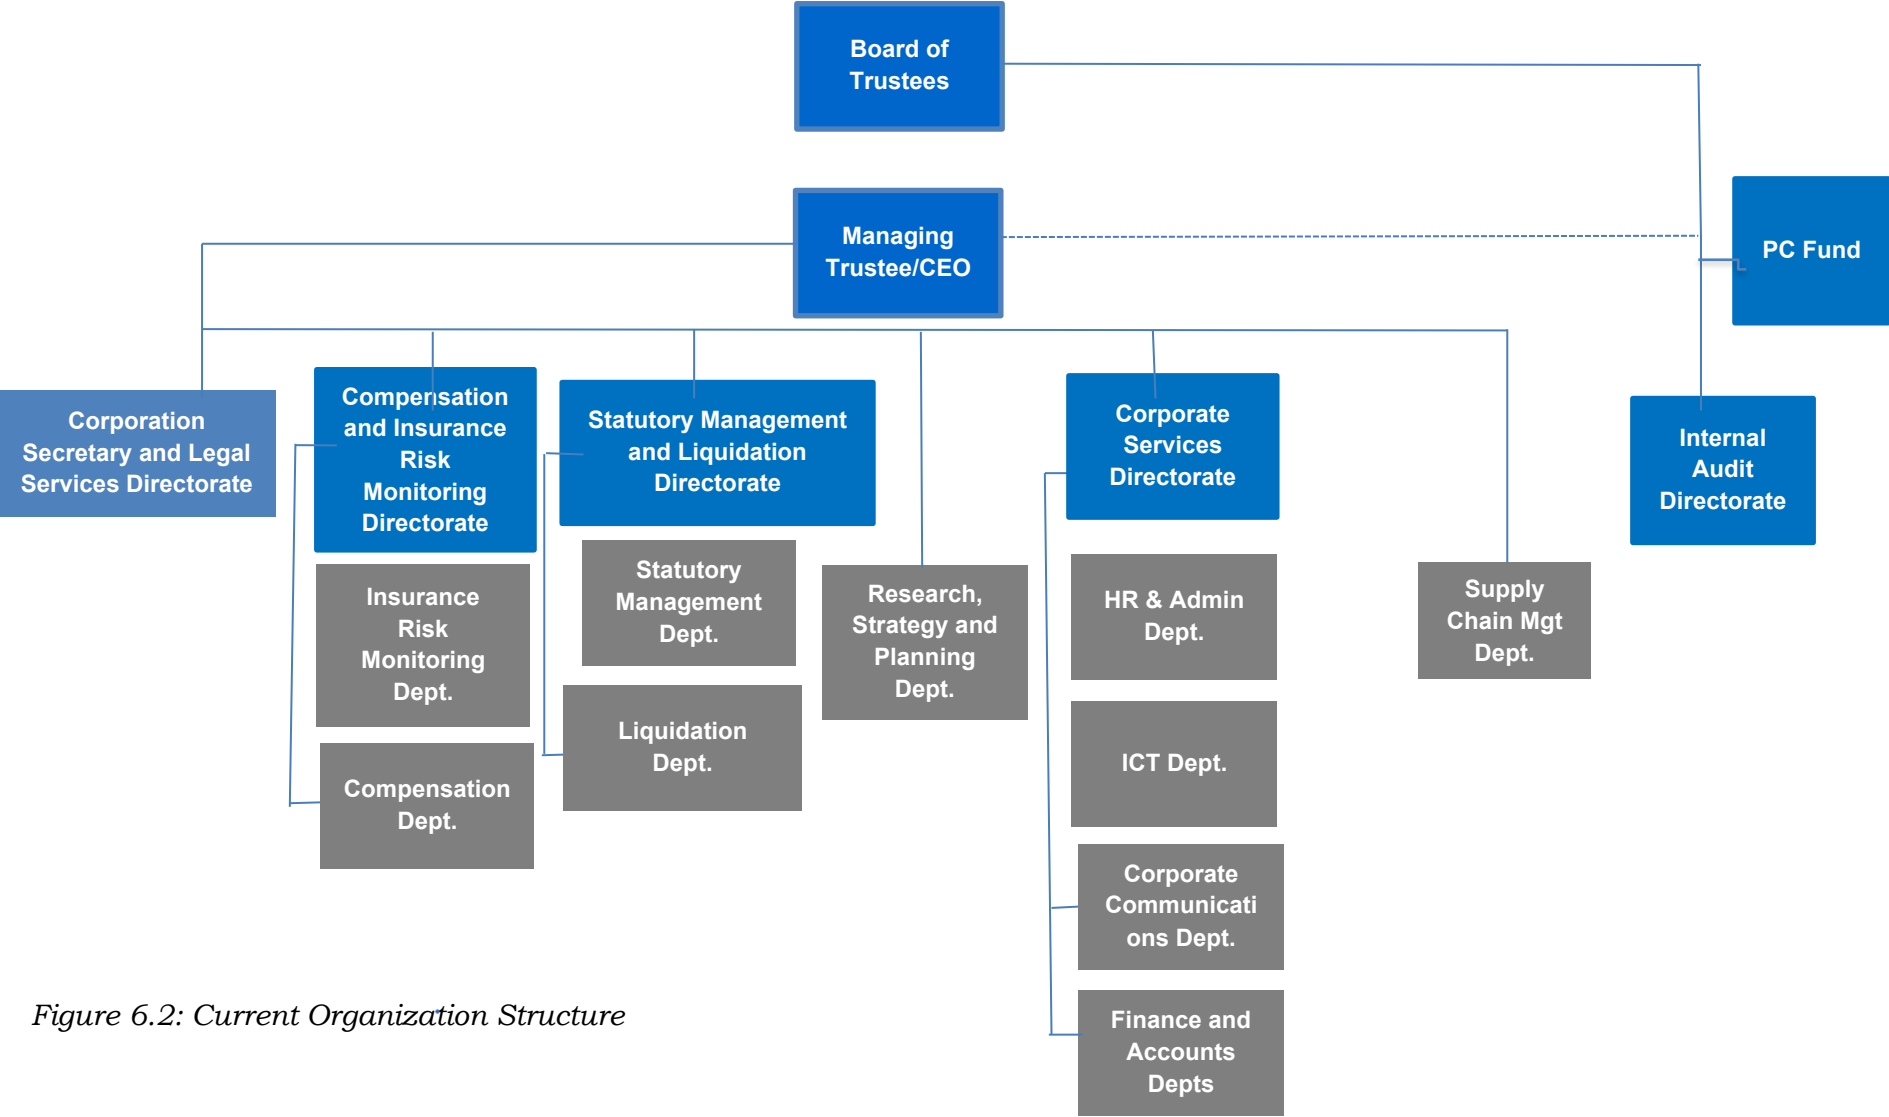 Board of
Trustees
Managing
Trustee/CEO
PC Fund
Corporation
Secretary and Legal
Services Directorate
Compensation
and Insurance
Risk
Monitoring
Directorate
Statutory Management
and Liquidation
Directorate
Corporate
Services
Directorate
Internal
Audit
Directorate
Insurance
Risk
Monitoring
Dept.
Statutory
Management
Dept.
Research,
Strategy and
Planning
Dept.
HR & Admin
Dept.
Supply
Chain Mgt
Dept.
Compensation
Dept.
Liquidation
Dept.
ICT Dept.
Corporate
Communicati
ons Dept.
Finance and
Accounts
Depts
Figure 6.2: Current Organization Structure